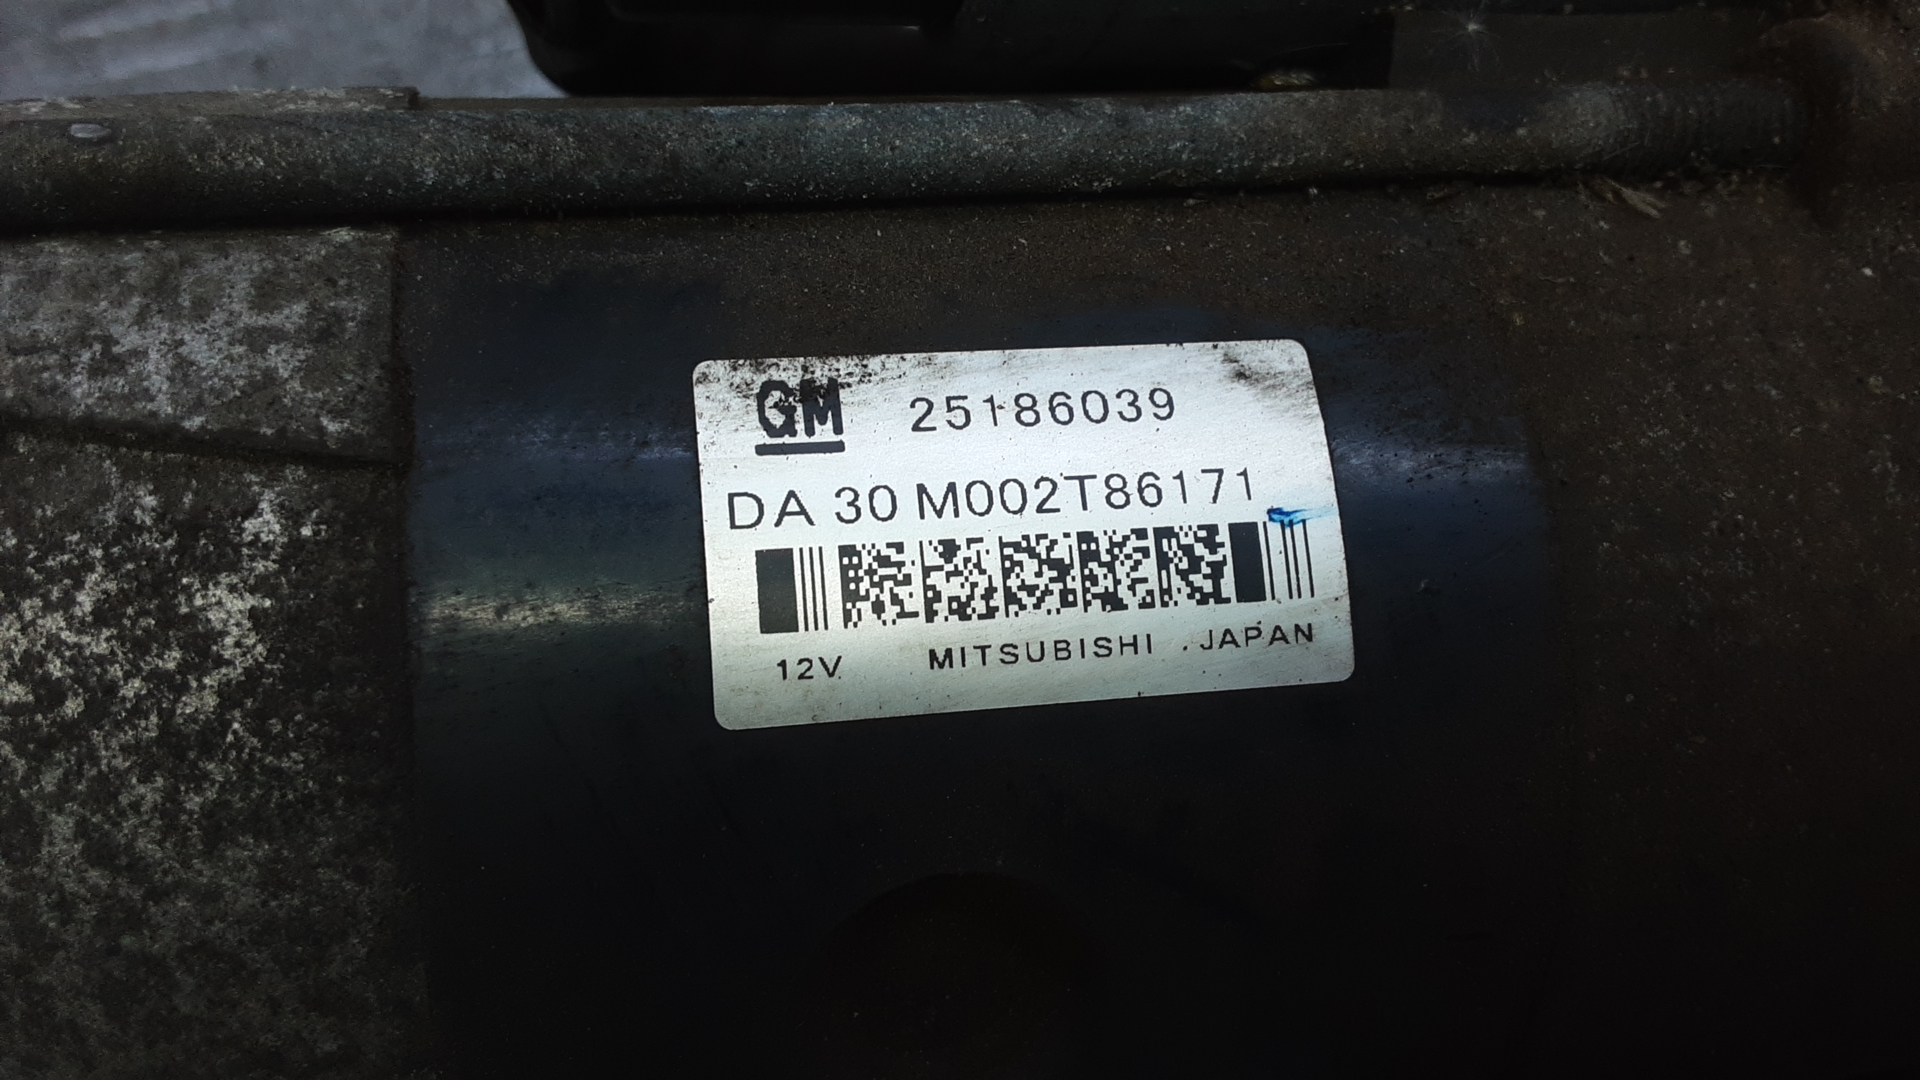 GM 25186039
DA 30 M002T86171
12V MITSUBISHI JAPAN